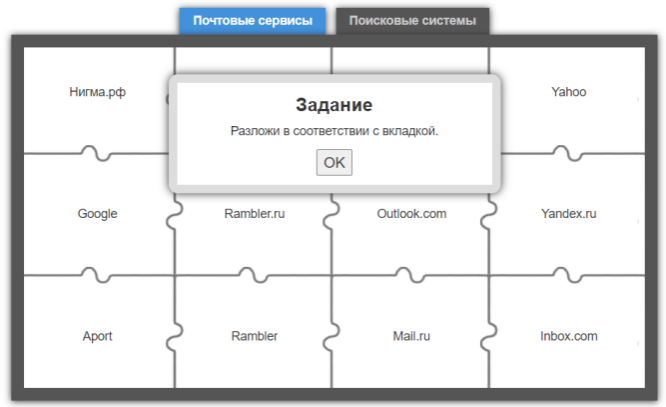 Почтовые сервисы Поисковые системы
Нигма.рф Yahoo
Задание
Разложи в соответствии с вкладкой.
OK
Google Rambler.ru Outlook.com Yandex.ru
Aport Rambler Mail.ru Inbox.com